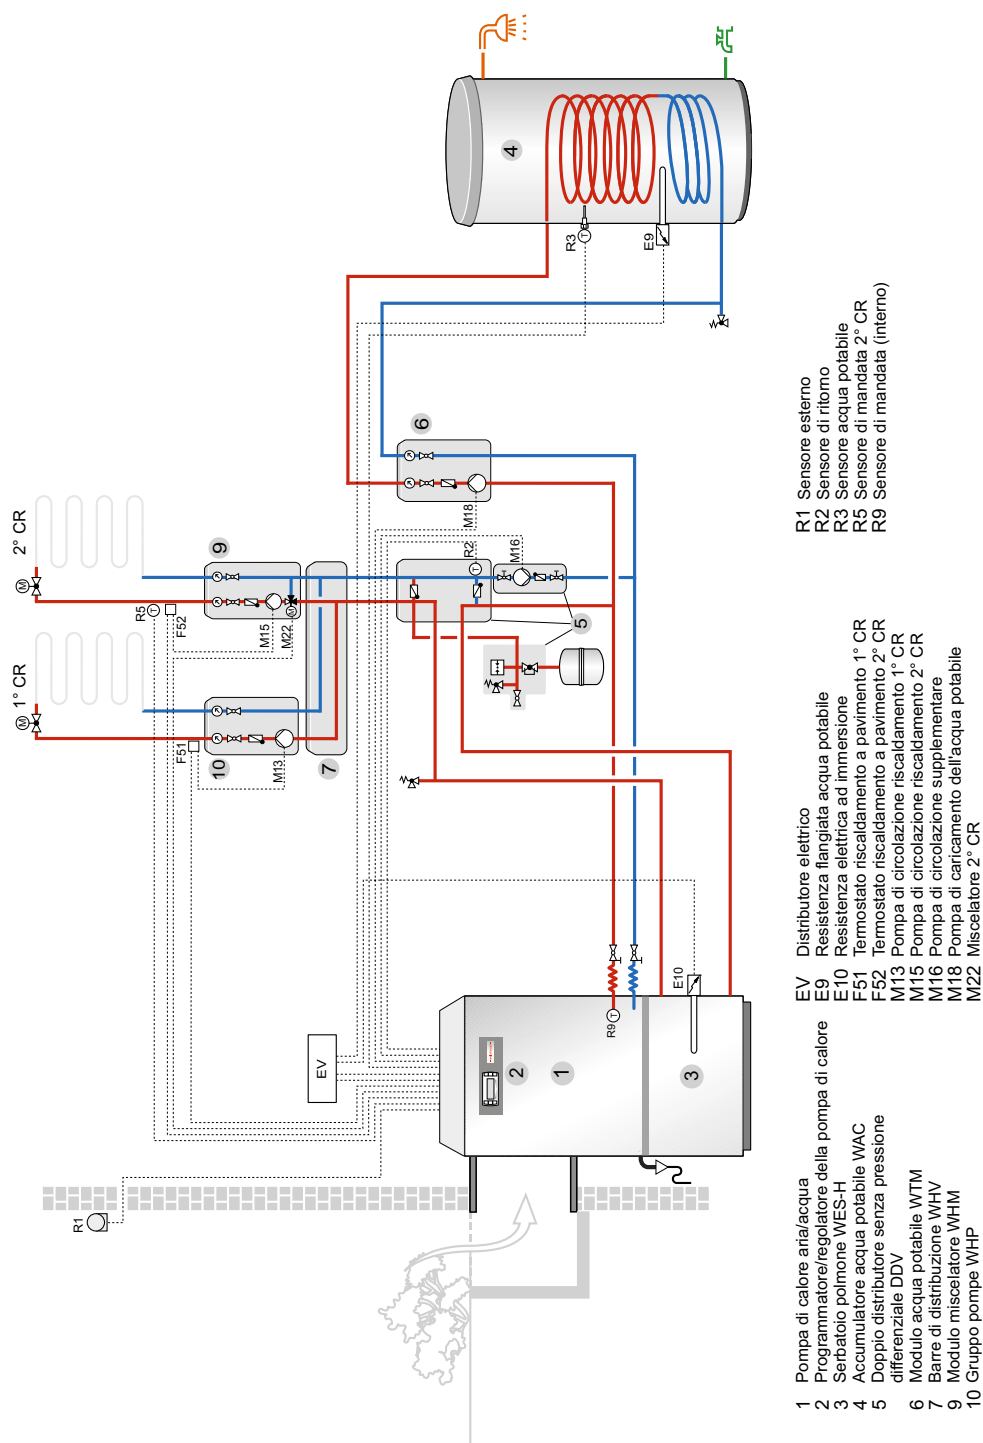 R1
EV
2
1
3
R9
T
E10
1° CR
2° CR
M
M
R5
T
F51
F52
10
9
M13
M15
M22
M
7
6
M18
R2
T
M16
5
4
R3
T
E9
1 Pompa di calore aria/acqua
2 Programmatore/regolatore della pompa di calore
3 Serbatoio polmone WES-H
4 Accumulatore acqua potabile WAC
5 Doppio distributore senza pressione
differenziale DDV
6 Modulo acqua potabile WTM
7 Barre di distribuzione WHV
9 Modulo miscelatore WHM
10 Gruppo pompe WHP
EV Distributore elettrico
E9 Resistenza flangiata acqua potabile
E10 Resistenza elettrica ad immersione
F51 Termostato riscaldamento a pavimento 1° CR
F52 Termostato riscaldamento a pavimento 2° CR
M13 Pompa di circolazione riscaldamento 1° CR
M15 Pompa di circolazione riscaldamento 2° CR
M16 Pompa di circolazione supplementare
M18 Pompa di caricamento dell'acqua potabile
M22 Miscelatore 2° CR
R1 Sensore esterno
R2 Sensore di ritorno
R3 Sensore acqua potabile
R5 Sensore di mandata 2° CR
R9 Sensore di mandata (interno)